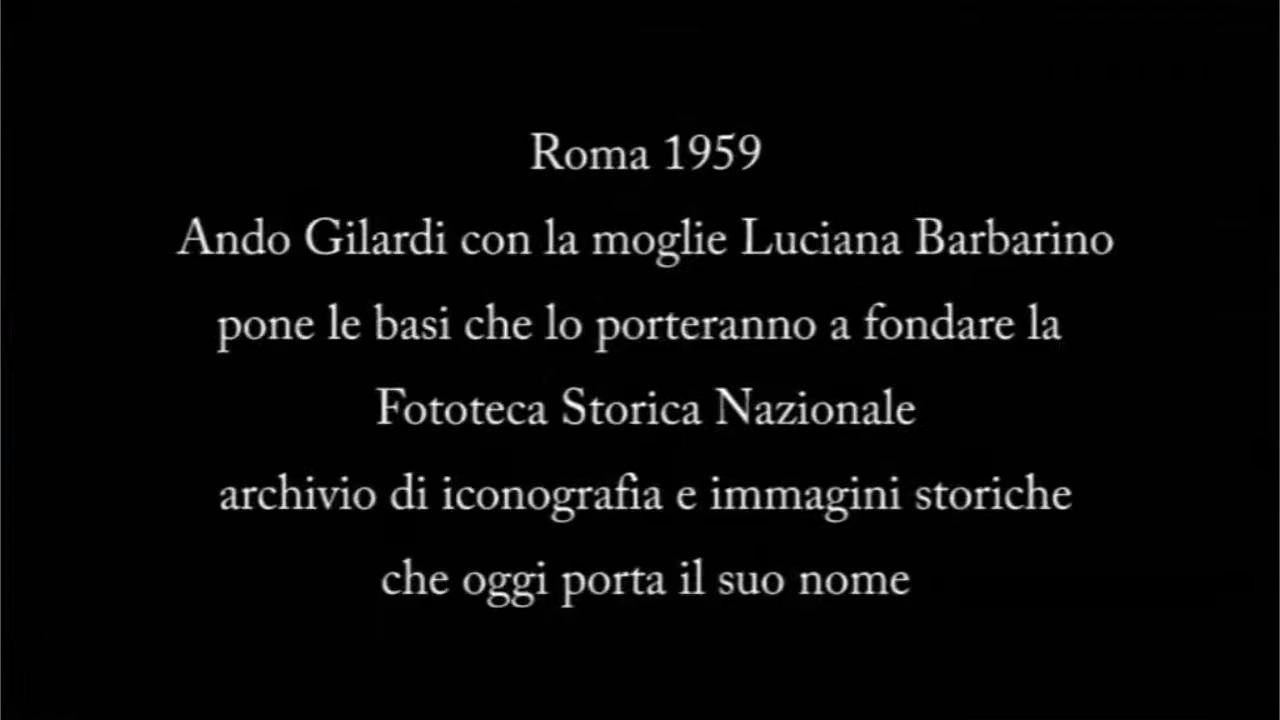 Roma 1959
Ando Gilardi con la moglie Luciana Barbarino
pone le basi che lo porteranno a fondare la
Fototeca Storica Nazionale
archivio di iconografia e immagini storiche
che oggi porta il suo nome